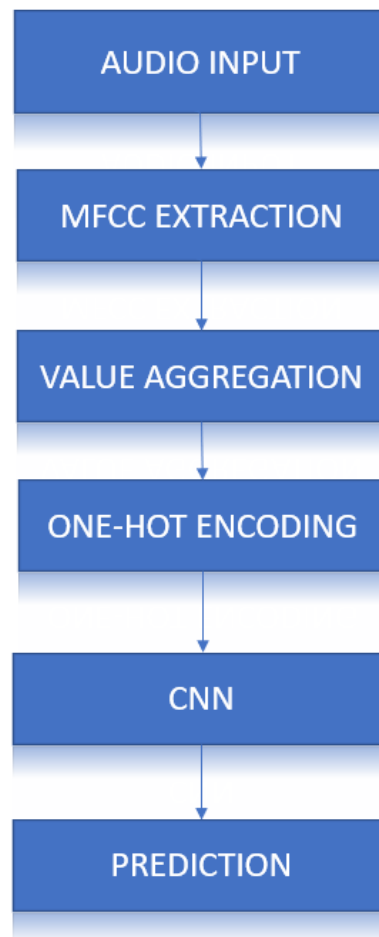 AUDIO INPUT
MFCC EXTRACTION
VALUE AGGREGATION
ONE-HOT ENCODING
CNN
PREDICTION